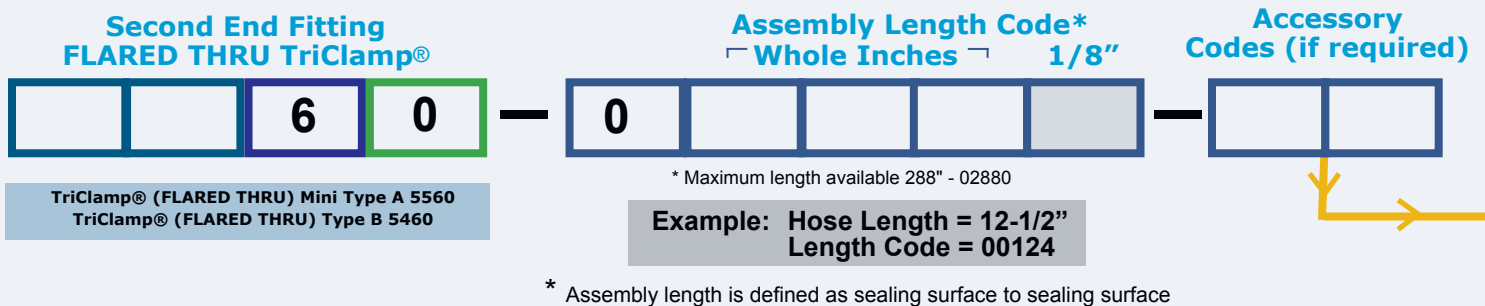 Second End Fitting
FLARED THRU TriClamp®
Assembly Length Code*
Whole Inches 1/8”
Accessory
Codes (if required)
6 0 — 0 —
* Maximum length available 288" - 02880
TriClamp® (FLARED THRU) Mini Type A 5560
TriClamp® (FLARED THRU) Type B 5460
Example: Hose Length = 12-1/2”
Length Code = 00124
* Assembly length is defined as sealing surface to sealing surface